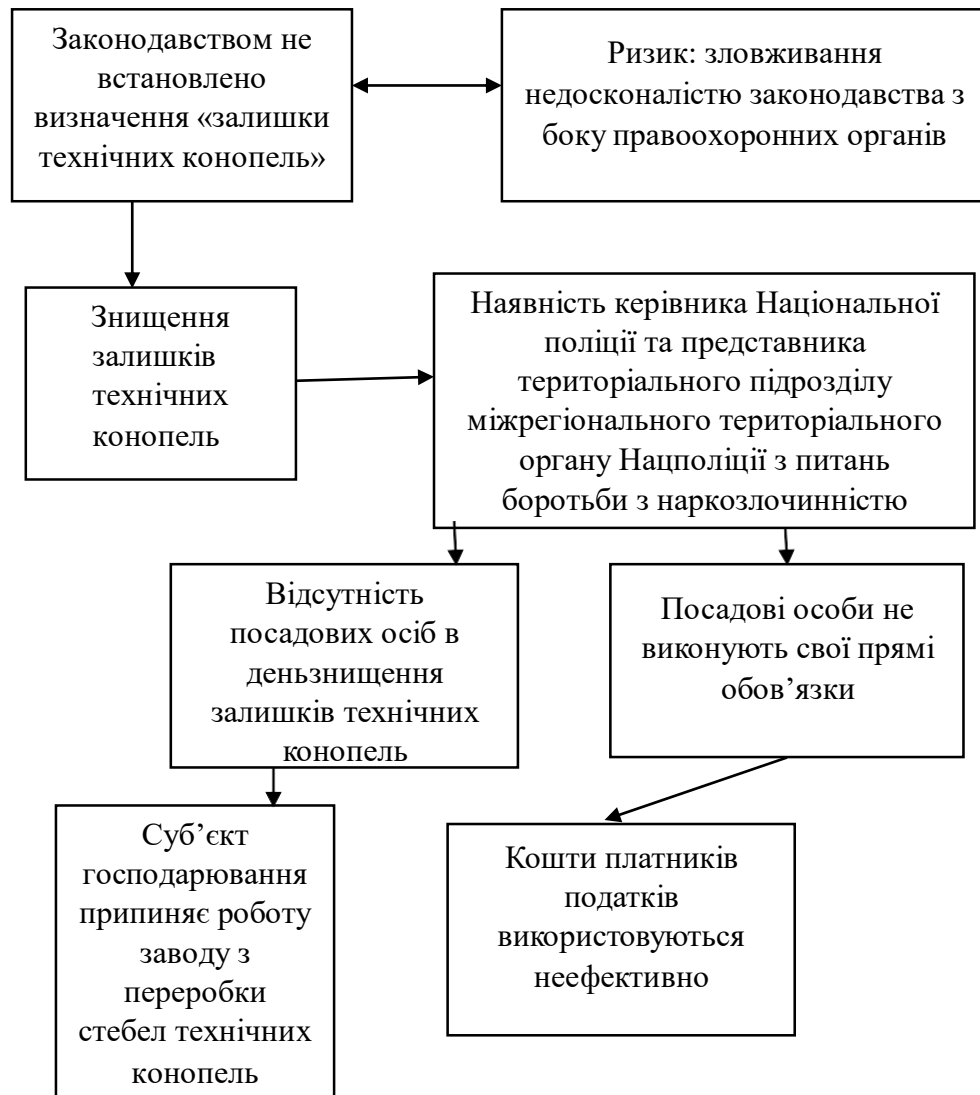 Законодавством не
встановлено
визначення «залишки
технічних конопель»
Ризик: зловживання
недосконалістю законодавства з
боку правоохоронних органів
Знищення
залишків
технічних
конопель
Наявність керівника Національної
поліції та представника
територіального підрозділу
міжрегіонального територіального
органу Нацполіції з питань
боротьби з наркозлочинністю
Відсутність
посадових осіб в
деньзнищення
залишків технічних
конопель
Посадові особи не
виконують свої прямі
обов’язки
Суб’єкт
господарювання
припиняє роботу
заводу з
переробки
стебел технічних
конопель
Кошти платників
податків
використовуються
неефективно